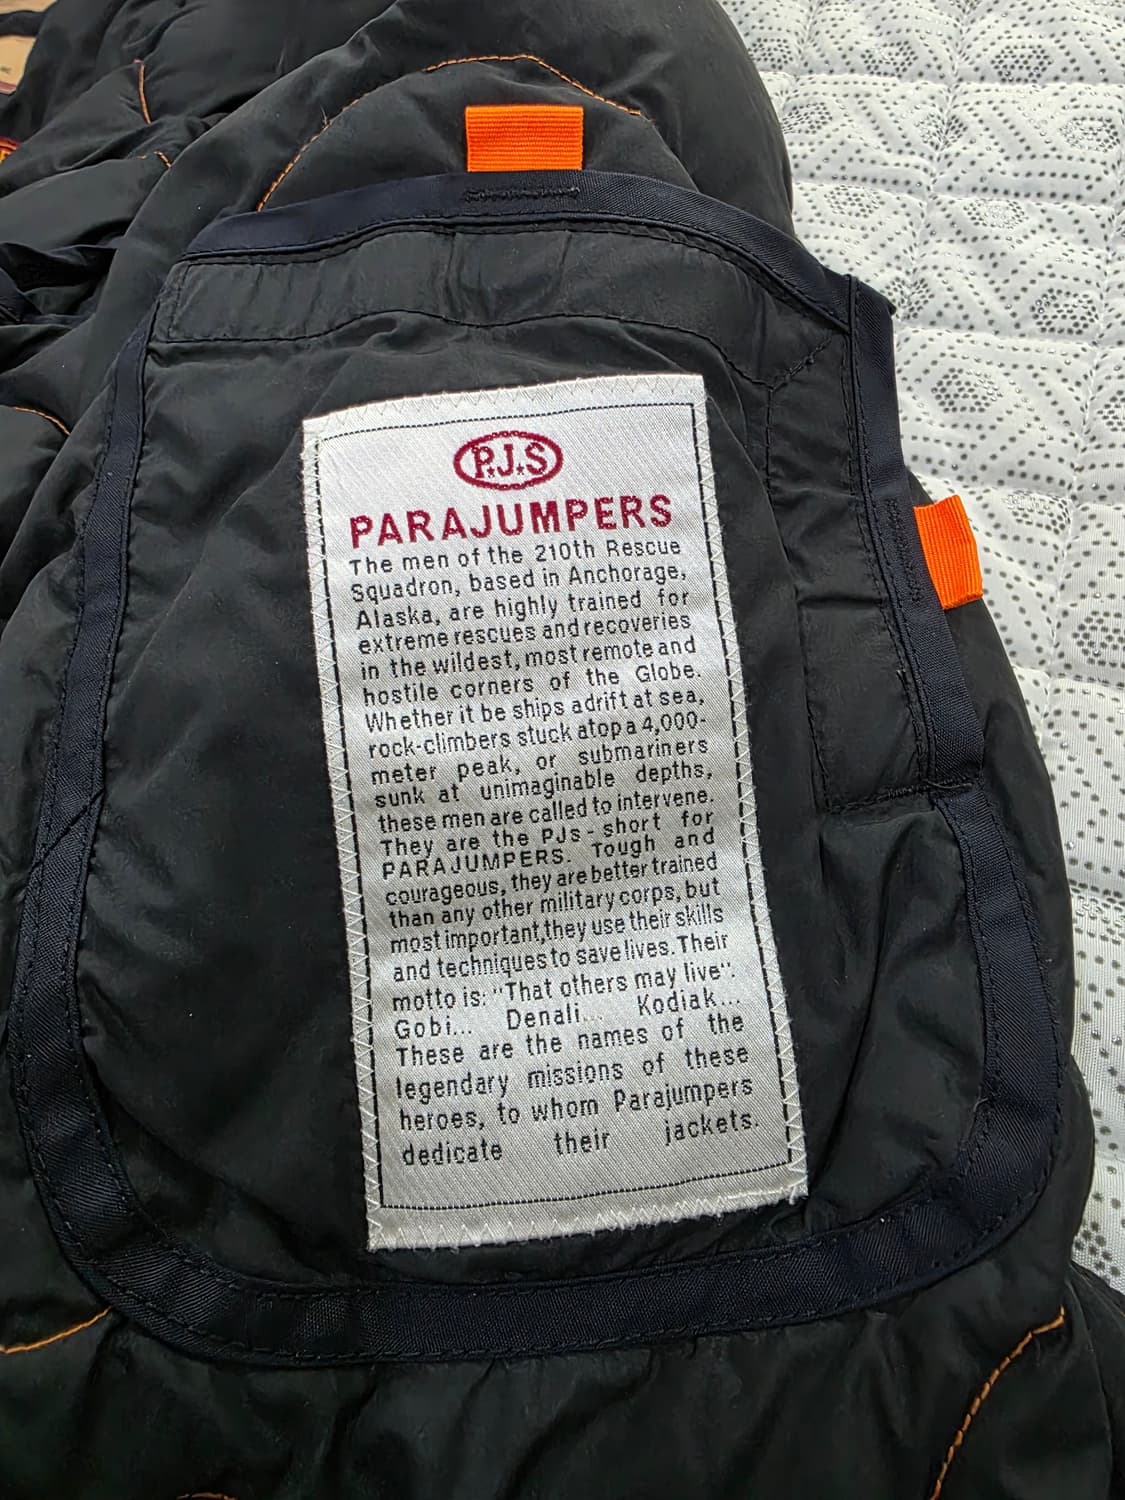 P.J.S
PARAJUMPERS
The men of the 210th Rescue
Squadron, based in Anchorage,
Alaska, are highly trained for
extreme rescues and recoveries
in the wildest, most remote and
hostile corners of the Globe.
Whether it be ships adrift at sea,
rock-climbers stuck atop a 4,000-
meter peak, or submariners
sunk at unimaginable depths,
these men are called to intervene.
They are the PJs - short for
PARAJUMPERS. Tough and
courageous, they are better trained
than any other military corps, but
most important,they use their skills
and techniques to save lives. Their
motto is: "That others may live".
Gobi... Denali... Kodiak...
These are the names of the
legendary missions of these
heroes, to whom Parajumpers
dedicate their jackets.